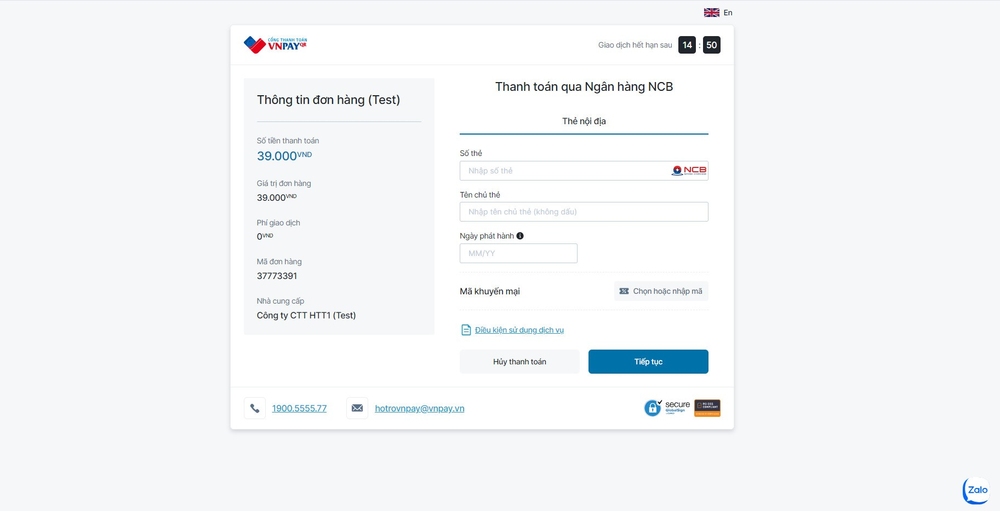 En
CỔNG THANH TOÁN
VNPAYQR
Giao dịch hết hạn sau 14 : 50
Thông tin đơn hàng (Test)
Số tiền thanh toán
39.000VND
Giá trị đơn hàng
39.000VND
Phí giao dịch
0VND
Mã đơn hàng
37773391
Nhà cung cấp
Công ty CTT HTT1 (Test)
Thanh toán qua Ngân hàng NCB
Thẻ nội địa
Số thẻ
Nhập số thẻ
NCB
Tên chủ thẻ
Nhập tên chủ thẻ (không dấu)
Ngày phát hành
MM/YY
Mã khuyến mại
Chọn hoặc nhập mã
Điều kiện sử dụng dịch vụ
Hủy thanh toán
Tiếp tục
1900.5555.77
hotrovnpay@vnpay.vn
secure
GlobalSign
PCI DSS
COMPLIANT
Zalo